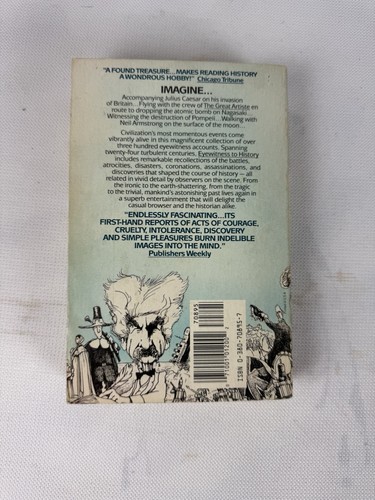 "A FOUND TREASURE...MAKES READING HISTORY
A WONDROUS HOBBY!" Chicago Tribune
IMAGINE...
Accompanying Julius Caesar on his invasion
of Britain...Flying with the crew of The Great Artiste en
route to dropping the atomic bomb on Nagasaki...
Witnessing the destruction of Pompeii...Walking with
Neil Armstrong on the surface of the moon...
Civilization's most momentous events come
vibrantly alive in this magnificent collection of over
three hundred eyewitness accounts. Spanning
twenty-four turbulent centuries, Eyewitness to History
includes remarkable recollections of the battles,
atrocities, disasters, coronations, assassinations, and
discoveries that shaped the course of history—all
related in vivid detail by observers on the scene. From
the ironic to the earth-shattering, from the tragic
to the trivial, mankind's astonishing past lives again in
a superb entertainment that will delight the
casual browser and the historian alike.
"ENDLESSLY FASCINATING...ITS
FIRST-HAND REPORTS OF ACTS OF COURAGE,
CRUELTY, INTOLERANCE, DISCOVERY
AND SIMPLE PLEASURES BURN INDELIBLE
IMAGES INTO THE MIND."
Publishers Weekly
70895
ISBN 0-380-70895-7